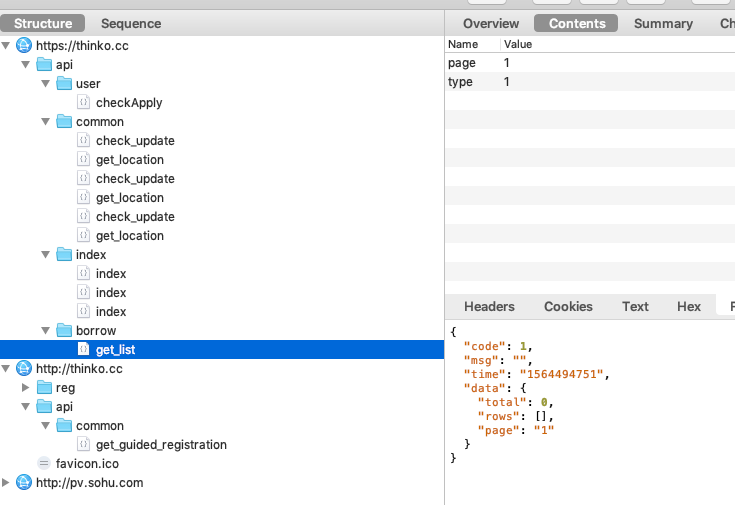 Structure
Sequence
https://thinko.cc
api
user
checkApply
common
check_update
get_location
check_update
get_location
check_update
get_location
index
index
index
index
borrow
get_list
http://thinko.cc
reg
api
common
get_guided_registration
favicon.ico
http://pv.sohu.com
Overview Contents Summary Ch
Name Value
page 1
type 1
Headers Cookies Text Hex
{
"code": 1,
"msg": "",
"time": "1564494751",
"data": {
"total": 0,
"rows": [],
"page": "1"
}
}